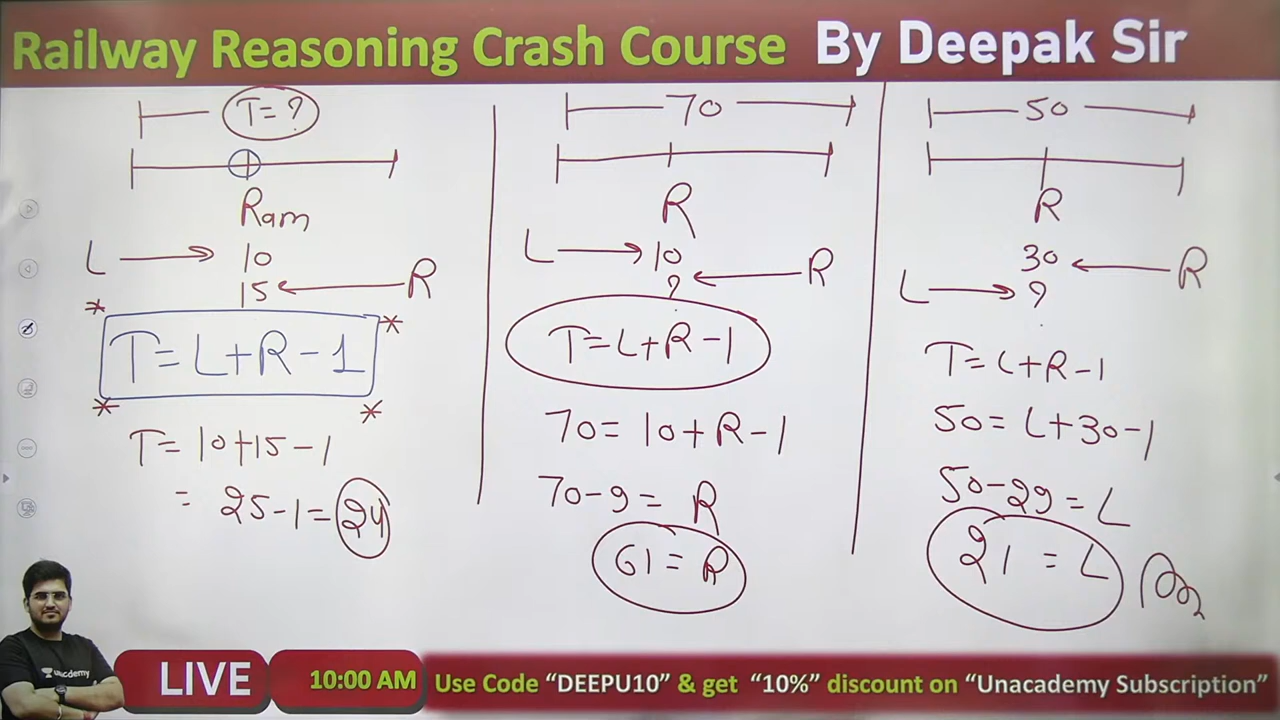 Railway Reasoning Crash Course By Deepak Sir
T = ?
Ram
L → 10
15 ← R
T = L + R - 1
T = 10 + 15 - 1
= 25 - 1 = 24
70
R
L → 10
? ← R
T = L + R - 1
70 = 10 + R - 1
70 - 9 = R
61 = R
50
R
30 ← R
L → ?
T = L + R - 1
50 = L + 30 - 1
50 - 29 = L
21 = L
unacademy
LIVE
10:00 AM
Use Code “DEEPU10” & get “10%” discount on “Unacademy Subscription”